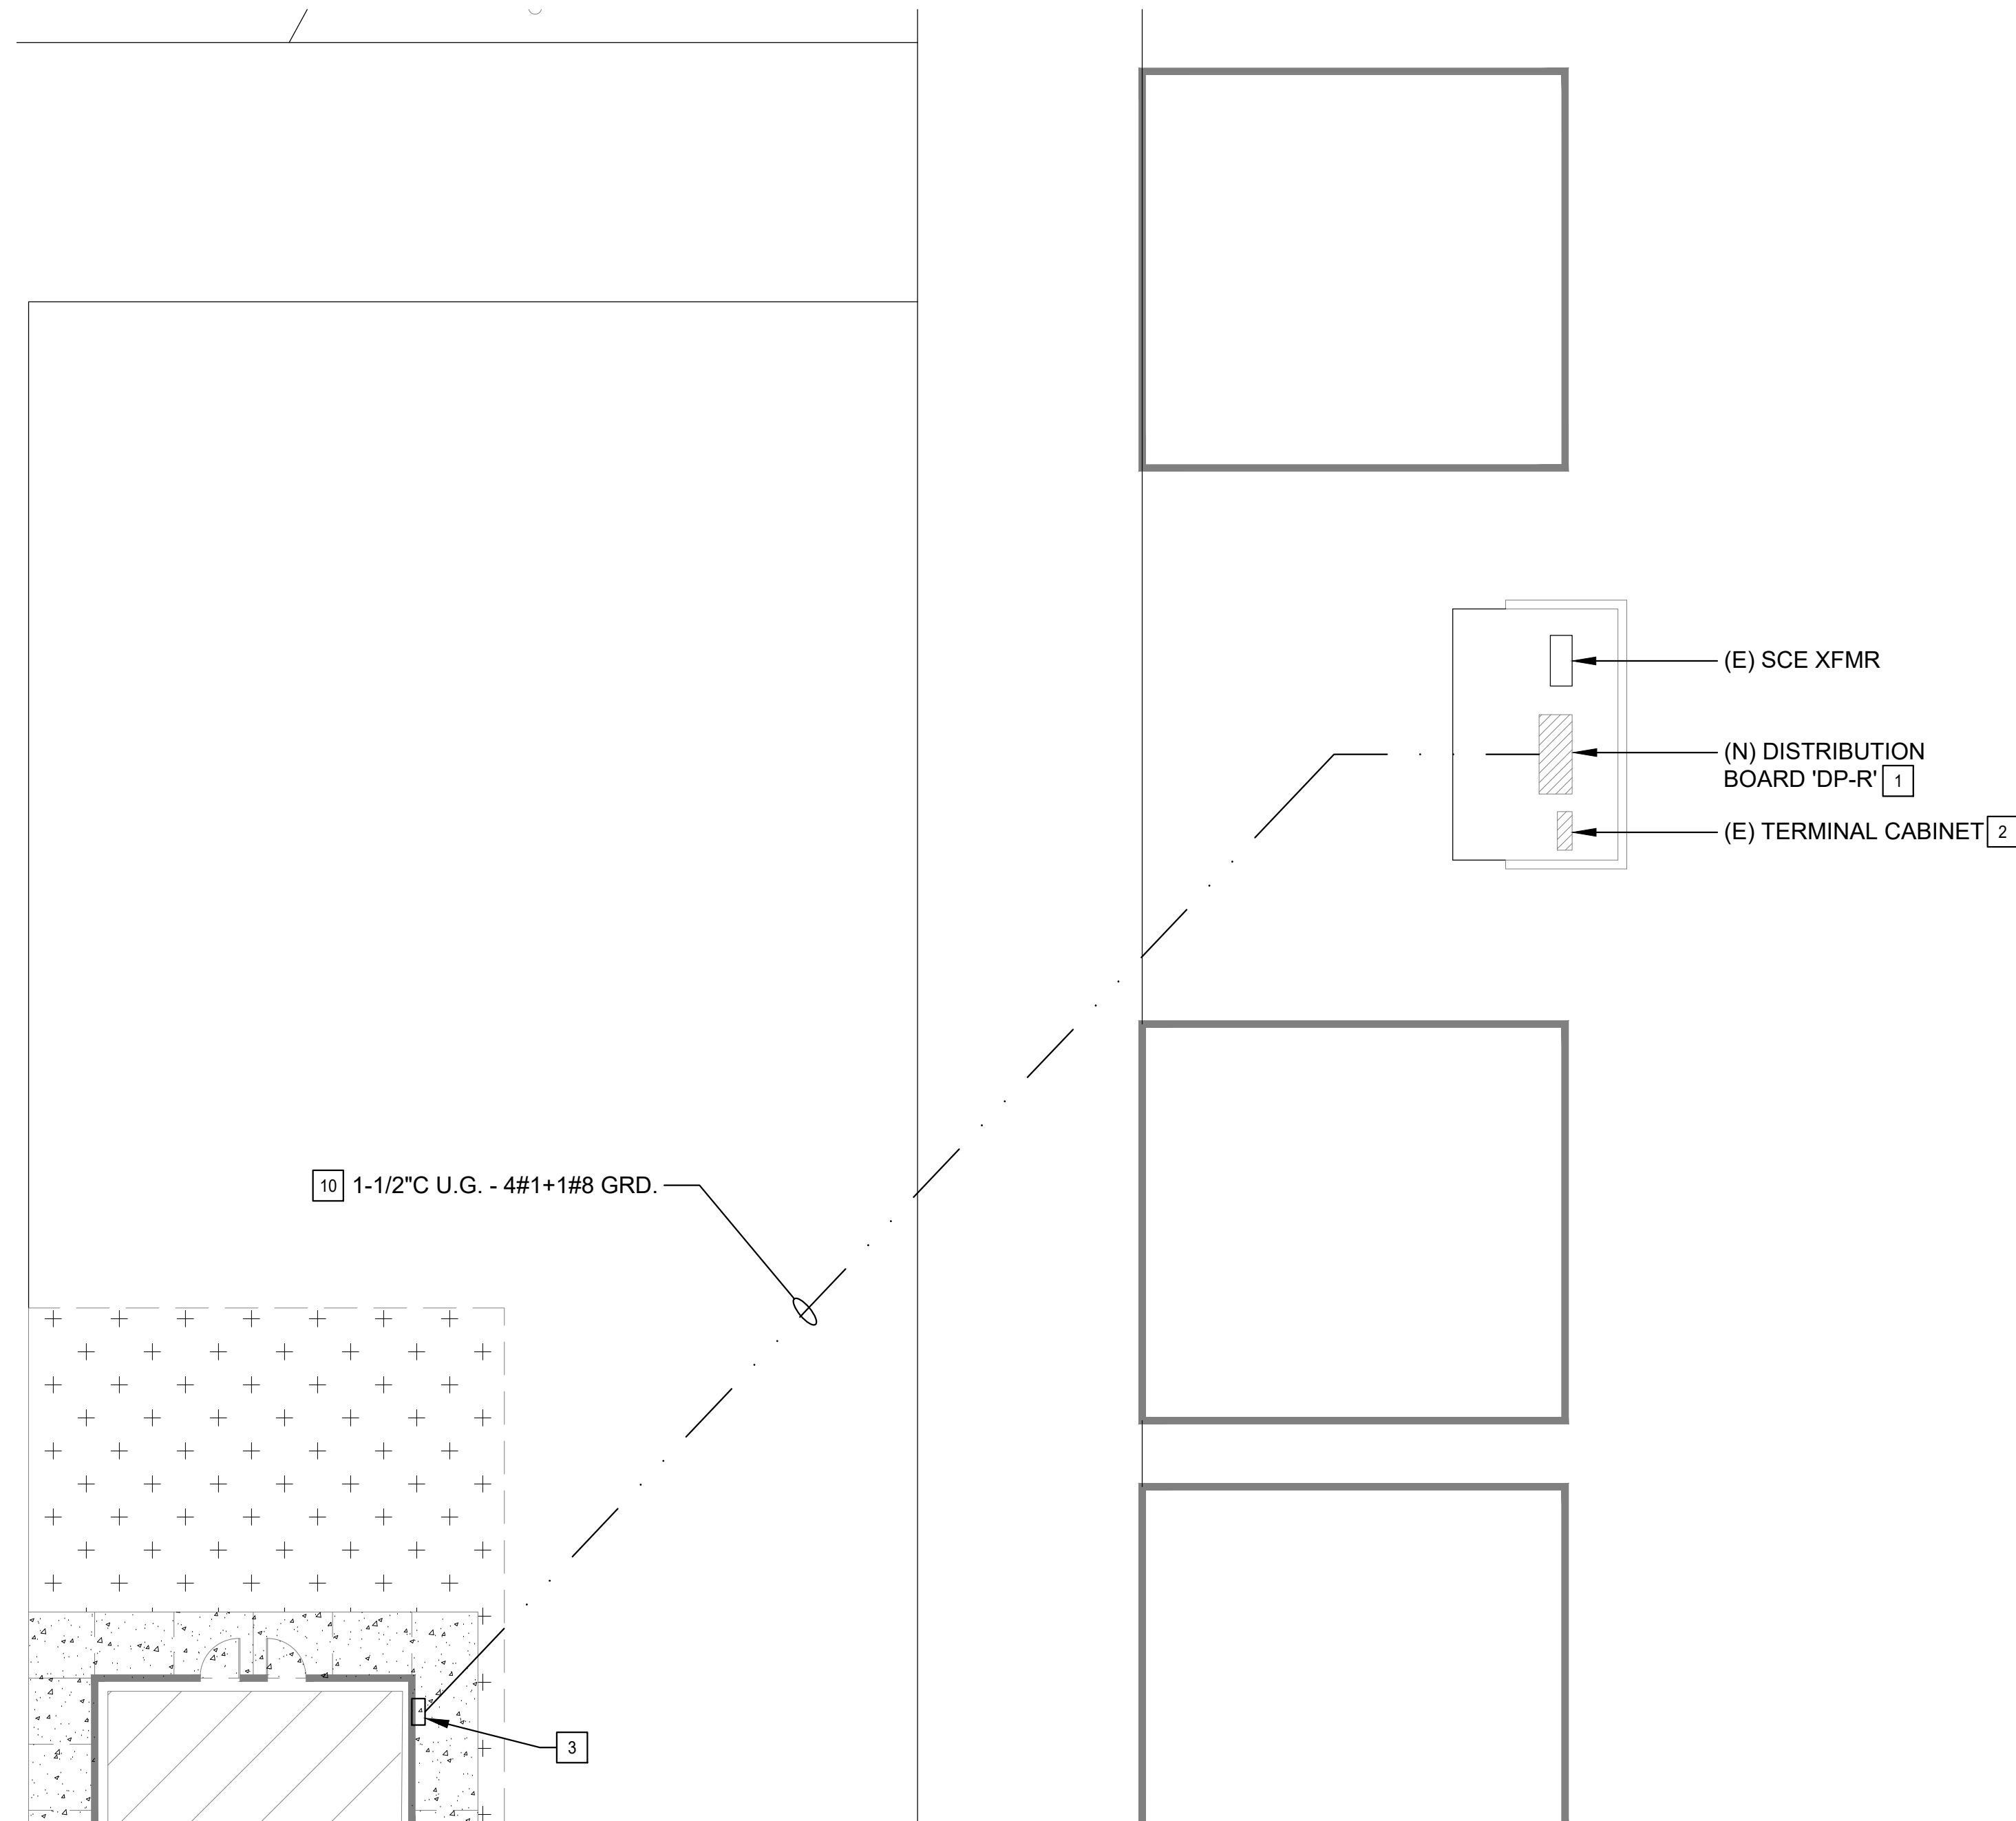 (E) SCE XFMR
(N) DISTRIBUTION
BOARD 'DP-R' 1
(E) TERMINAL CABINET 2
10 1-1/2"C U.G. - 4#1+1#8 GRD.
3